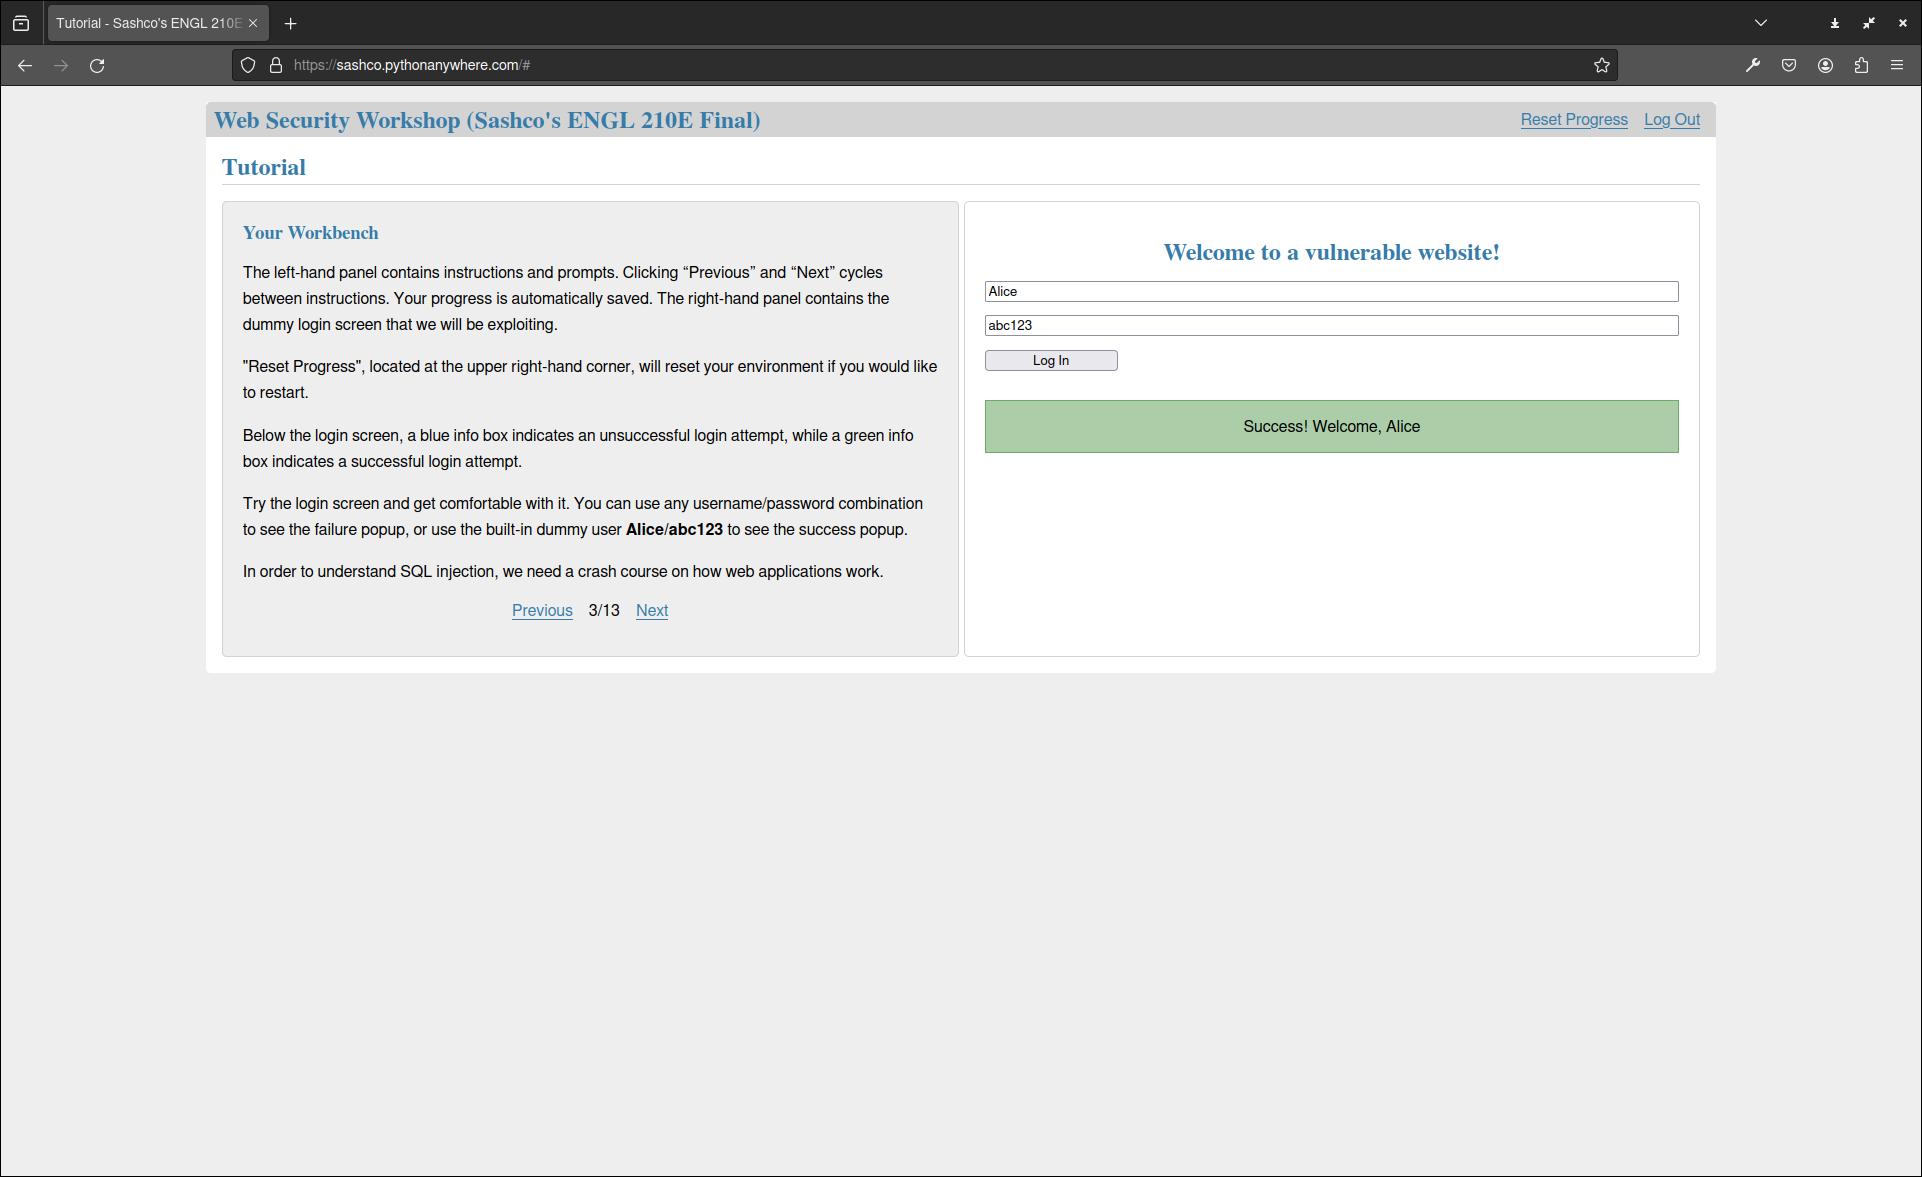 Tutorial - Sashco's ENGL 210E
https://sashco.pythonanywhere.com/#
Web Security Workshop (Sashco's ENGL 210E Final)
Reset Progress
Log Out
Tutorial
Your Workbench
The left-hand panel contains instructions and prompts. Clicking “Previous” and “Next” cycles
between instructions. Your progress is automatically saved. The right-hand panel contains the
dummy login screen that we will be exploiting.
"Reset Progress", located at the upper right-hand corner, will reset your environment if you would like
to restart.
Below the login screen, a blue info box indicates an unsuccessful login attempt, while a green info
box indicates a successful login attempt.
Try the login screen and get comfortable with it. You can use any username/password combination
to see the failure popup, or use the built-in dummy user Alice/abc123 to see the success popup.
In order to understand SQL injection, we need a crash course on how web applications work.
Previous 3/13 Next
Welcome to a vulnerable website!
Alice
abc123
Log In
Success! Welcome, Alice